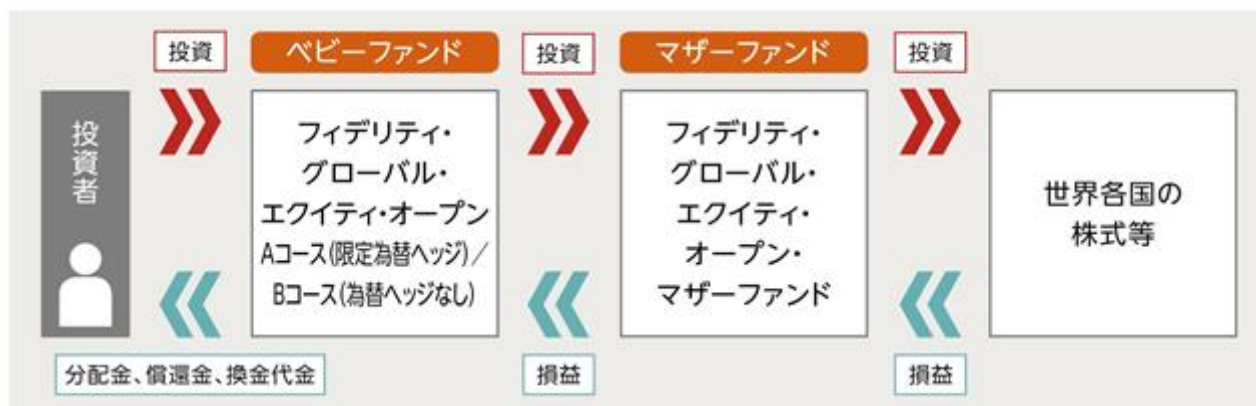 投資
ベビーファンド
投資
マザーファンド
投資
投資者
フィデリティ・
グローバル・
エクイティ・オープン
Aコース(限定為替ヘッジ)/
Bコース(為替ヘッジなし)
フィデリティ・
グローバル・
エクイティ・
オープン・
マザーファンド
世界各国の
株式等
分配金、償還金、換金代金
損益
損益